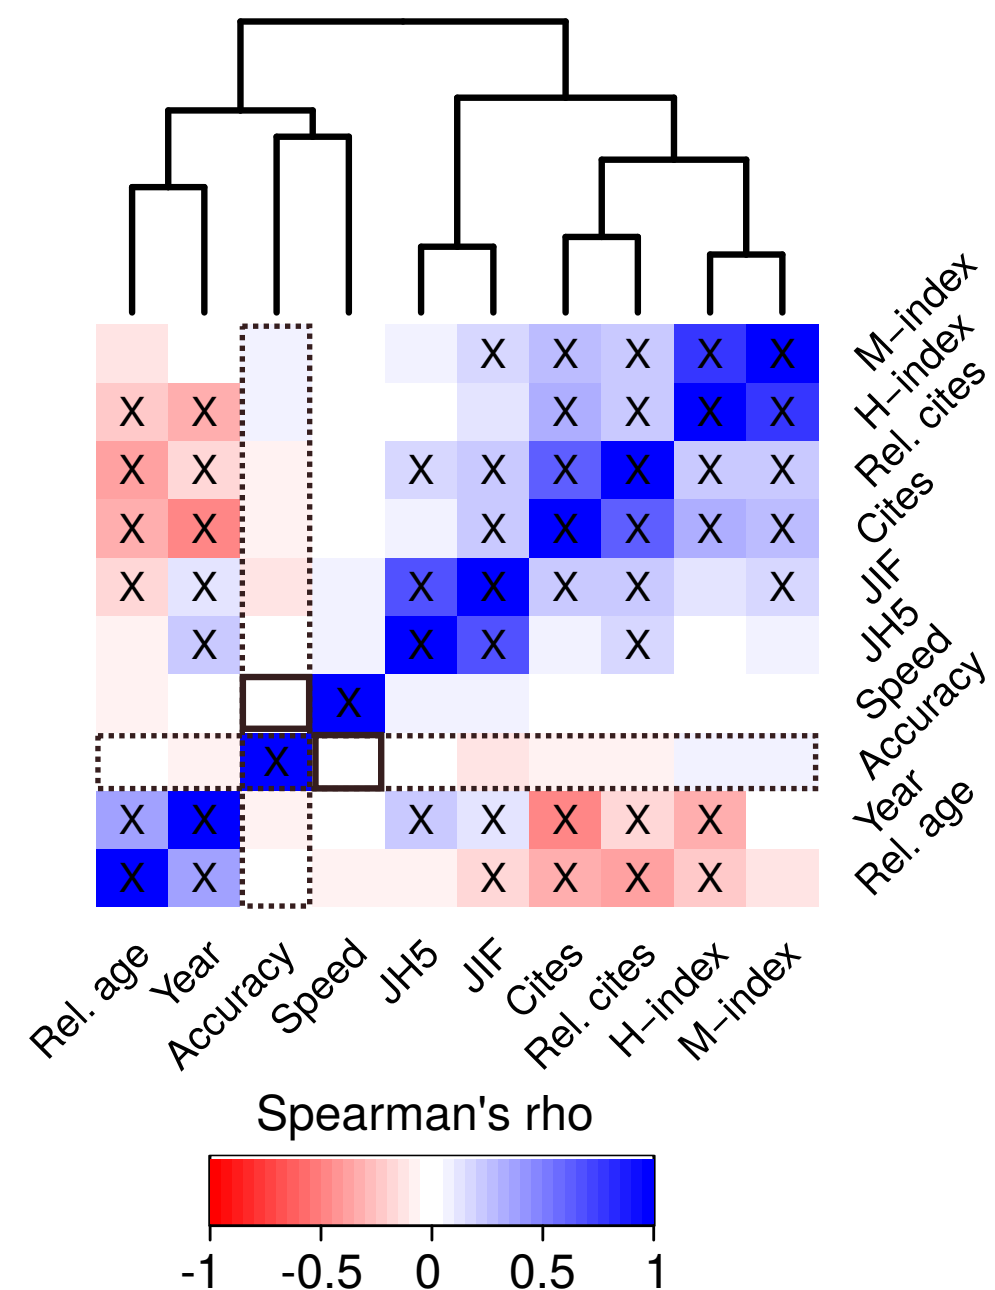 X X X X X
M-index
X X X X X X
H-index
X X X X X X X X
Rel. cites
X X X X X X X
Cites
X X X X X X X
JIF
X X X X
JH5
X
Speed
X
Accuracy
X X X X X X X
Year
X X X X X X
Rel. age
Rel. age
Year
Accuracy
Speed
JH5
JIF
Cites
Rel. cites
H-index
M-index
Spearman's rho
-1 -0.5 0 0.5 1